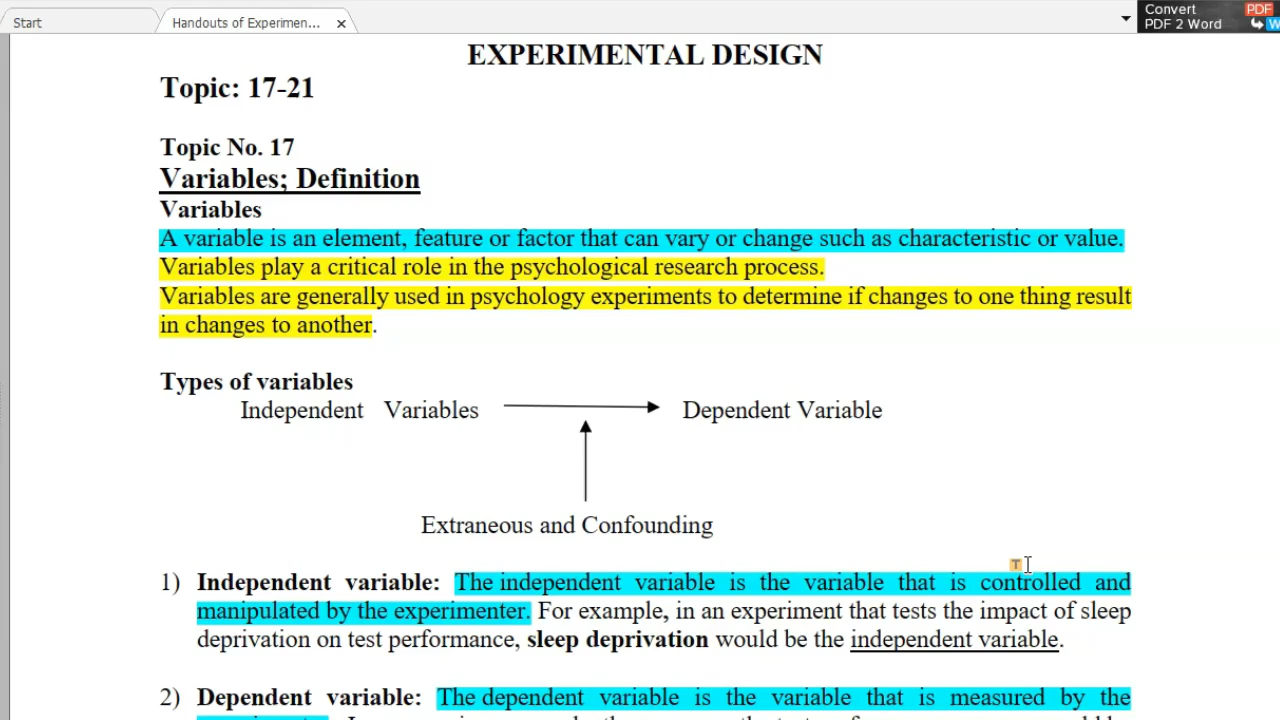 Start
Handouts of Experimen...
Convert PDF
PDF 2 Word W
EXPERIMENTAL DESIGN
Topic: 17-21
Topic No. 17
Variables; Definition
Variables
A variable is an element, feature or factor that can vary or change such as characteristic or value.
Variables play a critical role in the psychological research process.
Variables are generally used in psychology experiments to determine if changes to one thing result
in changes to another.
Types of variables
Independent Variables Dependent Variable
Extraneous and Confounding
1) Independent variable: The independent variable is the variable that is controlled and
manipulated by the experimenter. For example, in an experiment that tests the impact of sleep
deprivation on test performance, sleep deprivation would be the independent variable.
2) Dependent variable: The dependent variable is the variable that is measured by the